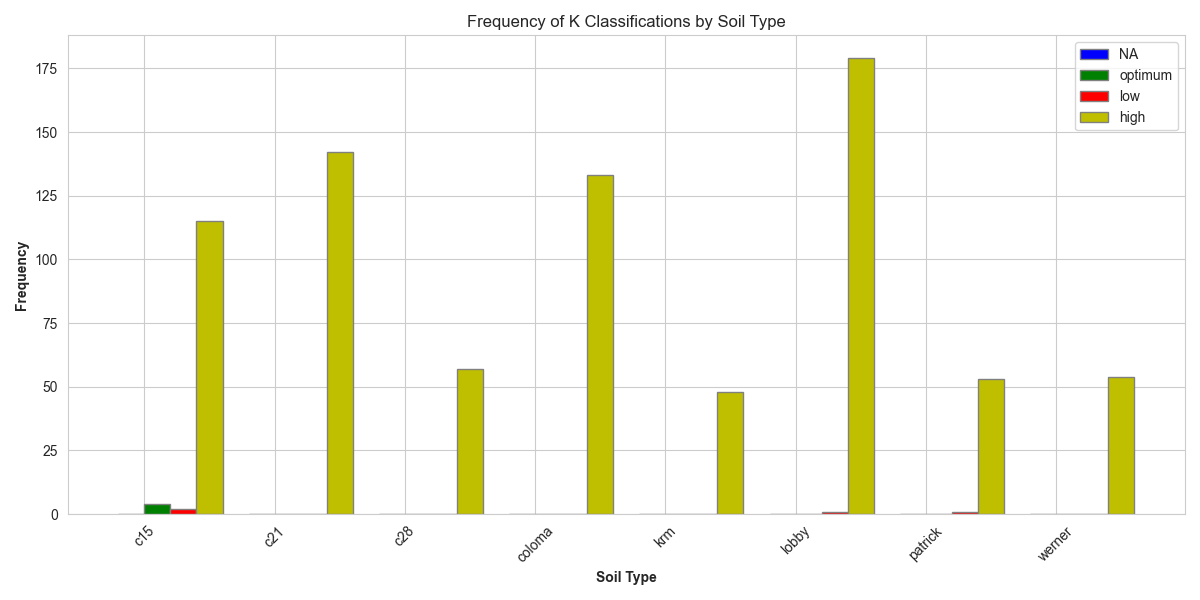 Frequency of K Classifications by Soil Type
NA
optimum
low
high
175
150
125
100
75
50
25
0
Frequency
c15
c21
c28
coloma
krm
lobby
patrick
werner
Soil Type